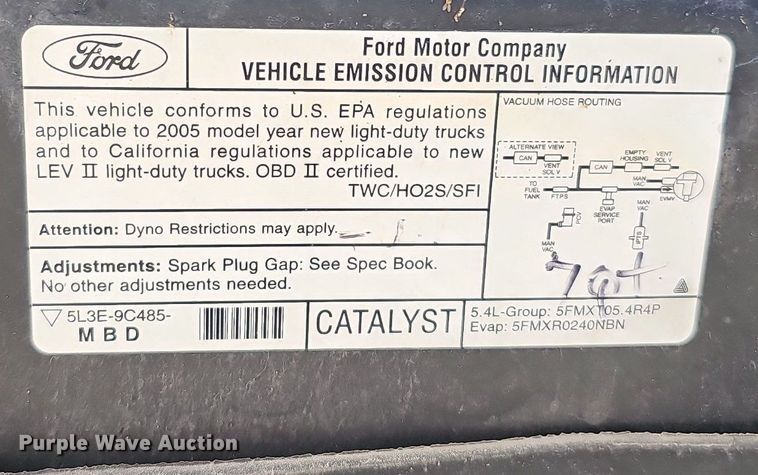 Ford
Ford Motor Company
VEHICLE EMISSION CONTROL INFORMATION
This vehicle conforms to U.S. EPA regulations
applicable to 2005 model year new light-duty trucks
and to California regulations applicable to new
LEV II light-duty trucks. OBD II certified.
TWC/HO2S/SFI
Attention: Dyno Restrictions may apply.
Adjustments: Spark Plug Gap: See Spec Book.
No other adjustments needed.
5L3E-9C485-
MBD
CATALYST
VACUUM HOSE ROUTING
ALTERNATE VIEW
CAN
VENT
SOL V
CAN
EMPTY
HOUSING
VENT
SOL V
MAN
VAC
TO
FUEL
TANK
FTPS
EVAP
SERVICE
PORT
EVMV
PCV
MAN
VAC
MAN
VAC
IPTS
5.4L-Group: 5FMXT05.4R4P
Evap: 5FMXR0240NBN
Purple Wave Auction